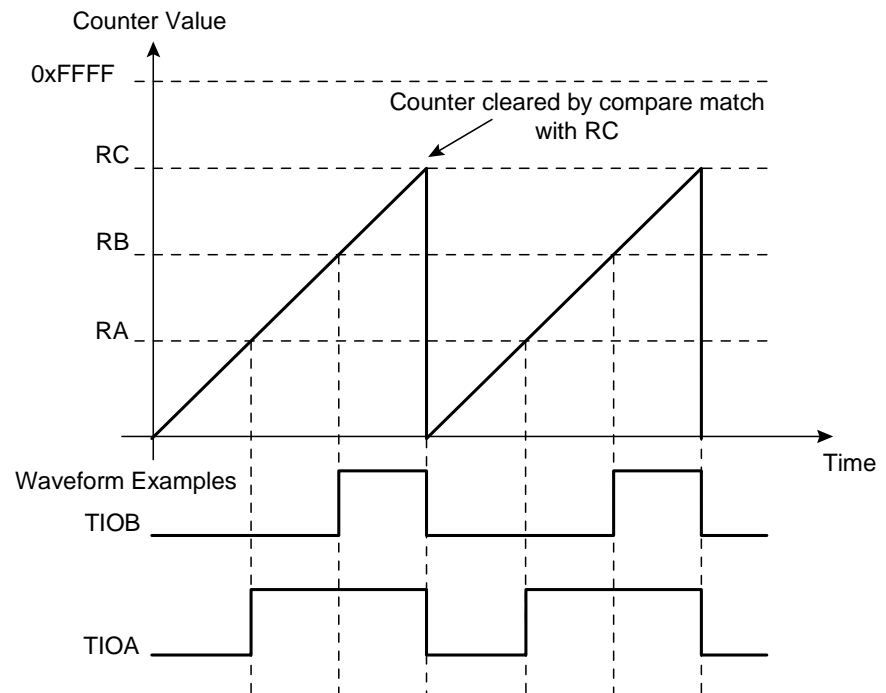 Counter Value
0xFFFF
Counter cleared by compare match
with RC
RC
RB
RA
Time
Waveform Examples
TIOB
TIOA